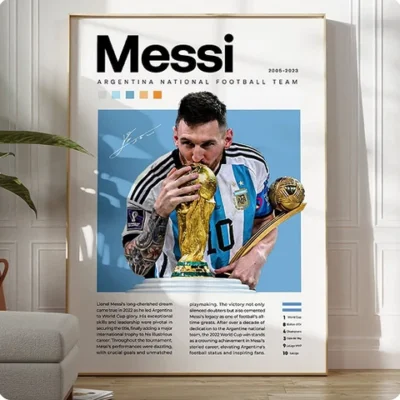 Messi
2005-2023
ARGENTINA NATIONAL FOOTBALL TEAM
10
Lionel Messi's long-cherished dream
came true in 2022 as he led Argentina
to World Cup glory. His exceptional
skills and leadership were pivotal in
securing the title, finally adding a major
international trophy to his illustrious
career. Throughout the tournament,
Messi's performances were dazzling,
with crucial goals and unmatched
playmaking. The victory not only
silenced doubters but also cemented
Messi's legacy as one of football's all-
time greats. After over a decade of
dedication to the Argentine national
team, the 2022 World Cup win stands
as a crowning achievement in Messi's
storied career, elevating Argentina's
football status and inspiring fans.